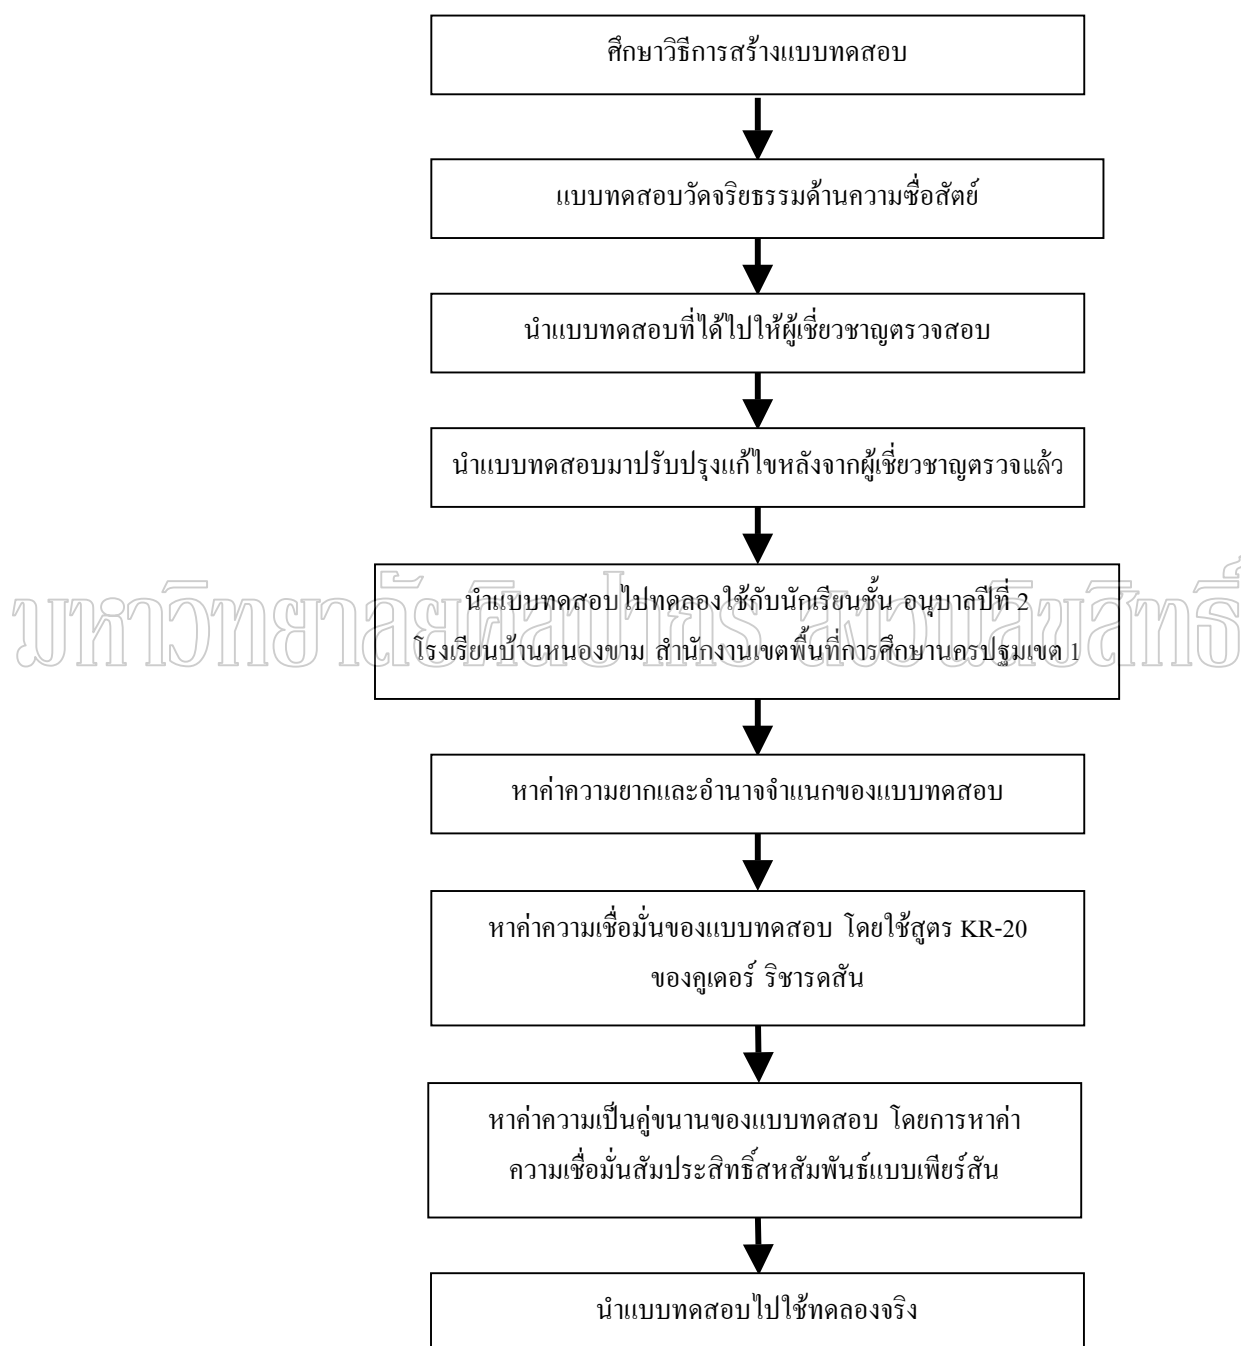 ศึกษาวิธีการสร้างแบบทดสอบ
แบบทดสอบวัดจริยธรรมด้านความซื่อสัตย์
นำแบบทดสอบที่ได้ไปให้ผู้เชี่ยวชาญตรวจสอบ
นำแบบทดสอบมาปรับปรุงแก้ไขหลังจากผู้เชี่ยวชาญตรวจแล้ว
นำแบบทดสอบไปทดลองใช้กับนักเรียนชั้น อนุบาลปีที่ 2
มหาวิทยาลัยศิลปากร สงวนลิขสิทธิ์
โรงเรียนบ้านหนองขาม สำนักงานเขตพื้นที่การศึกษานครปฐมเขต 1
หาค่าความยากและอำนาจจำแนกของแบบทดสอบ
หาค่าความเชื่อมั่นของแบบทดสอบ โดยใช้สูตร KR-20
ของคูเดอร์ ริชารดสัน
หาค่าความเป็นคู่ขนานของแบบทดสอบ โดยการหาค่า
ความเชื่อมั่นสัมประสิทธิ์สหสัมพันธ์แบบเพียร์สัน
นำแบบทดสอบไปใช้ทดลองจริง